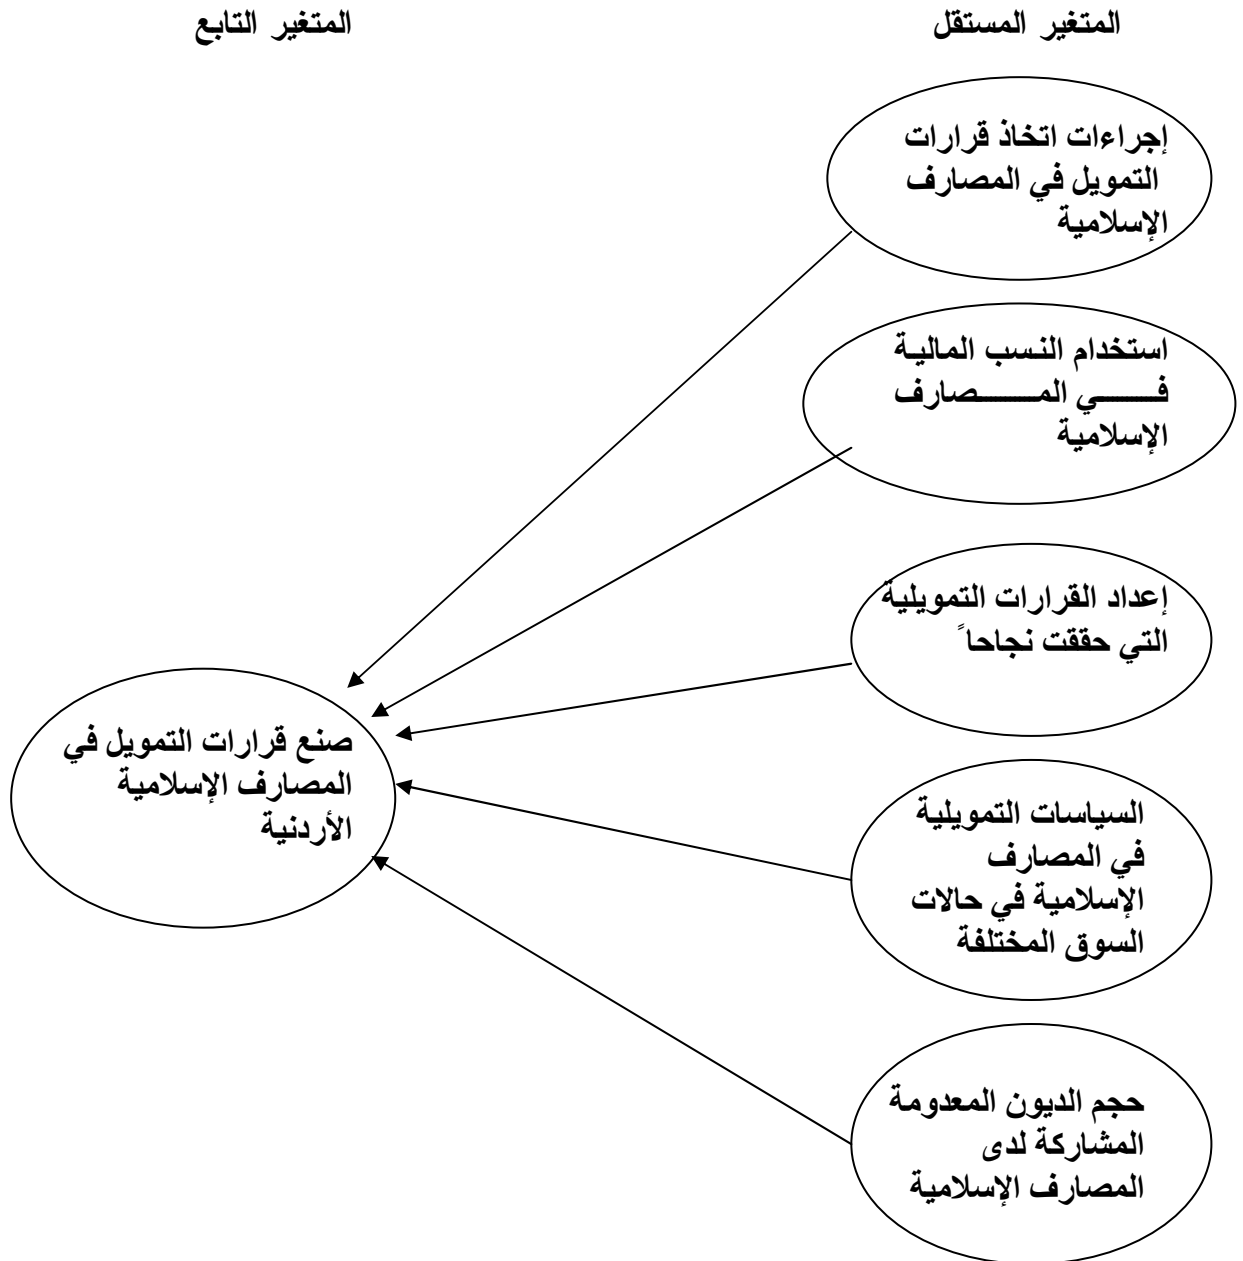 المتغير المستقل
المتغير التابع
إجراءات اتخاذ قرارات
التمويل في المصارف
الإسلامية
استخدام النسب المالية
فـــــي المـــــصارف
الإسلامية
إعداد القرارات التمويلية
التي حققت نجاحاً
السياسات التمويلية
في المصارف
الإسلامية في حالات
السوق المختلفة
حجم الديون المعدومة
المشاركة لدى
المصارف الإسلامية
صنع قرارات التمويل في
المصارف الإسلامية
الأردنية